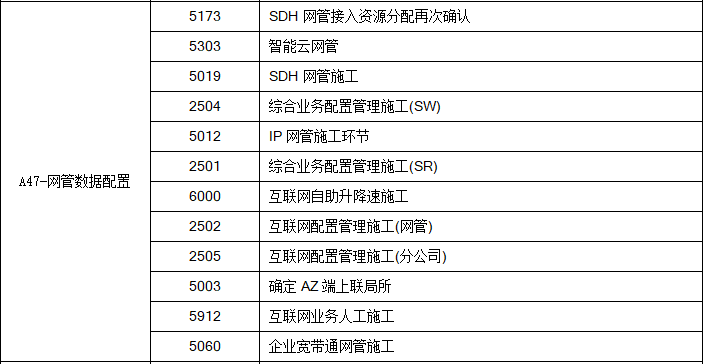 A47-网管数据配置
5173 SDH 网管接入资源分配再次确认
5303 智能云网管
5019 SDH 网管施工
2504 综合业务配置管理施工(SW)
5012 IP 网管施工环节
2501 综合业务配置管理施工(SR)
6000 互联网自助升降速施工
2502 互联网配置管理施工(网管)
2505 互联网配置管理施工(分公司)
5003 确定 AZ 端上联局所
5912 互联网业务人工施工
5060 企业宽带通网管施工